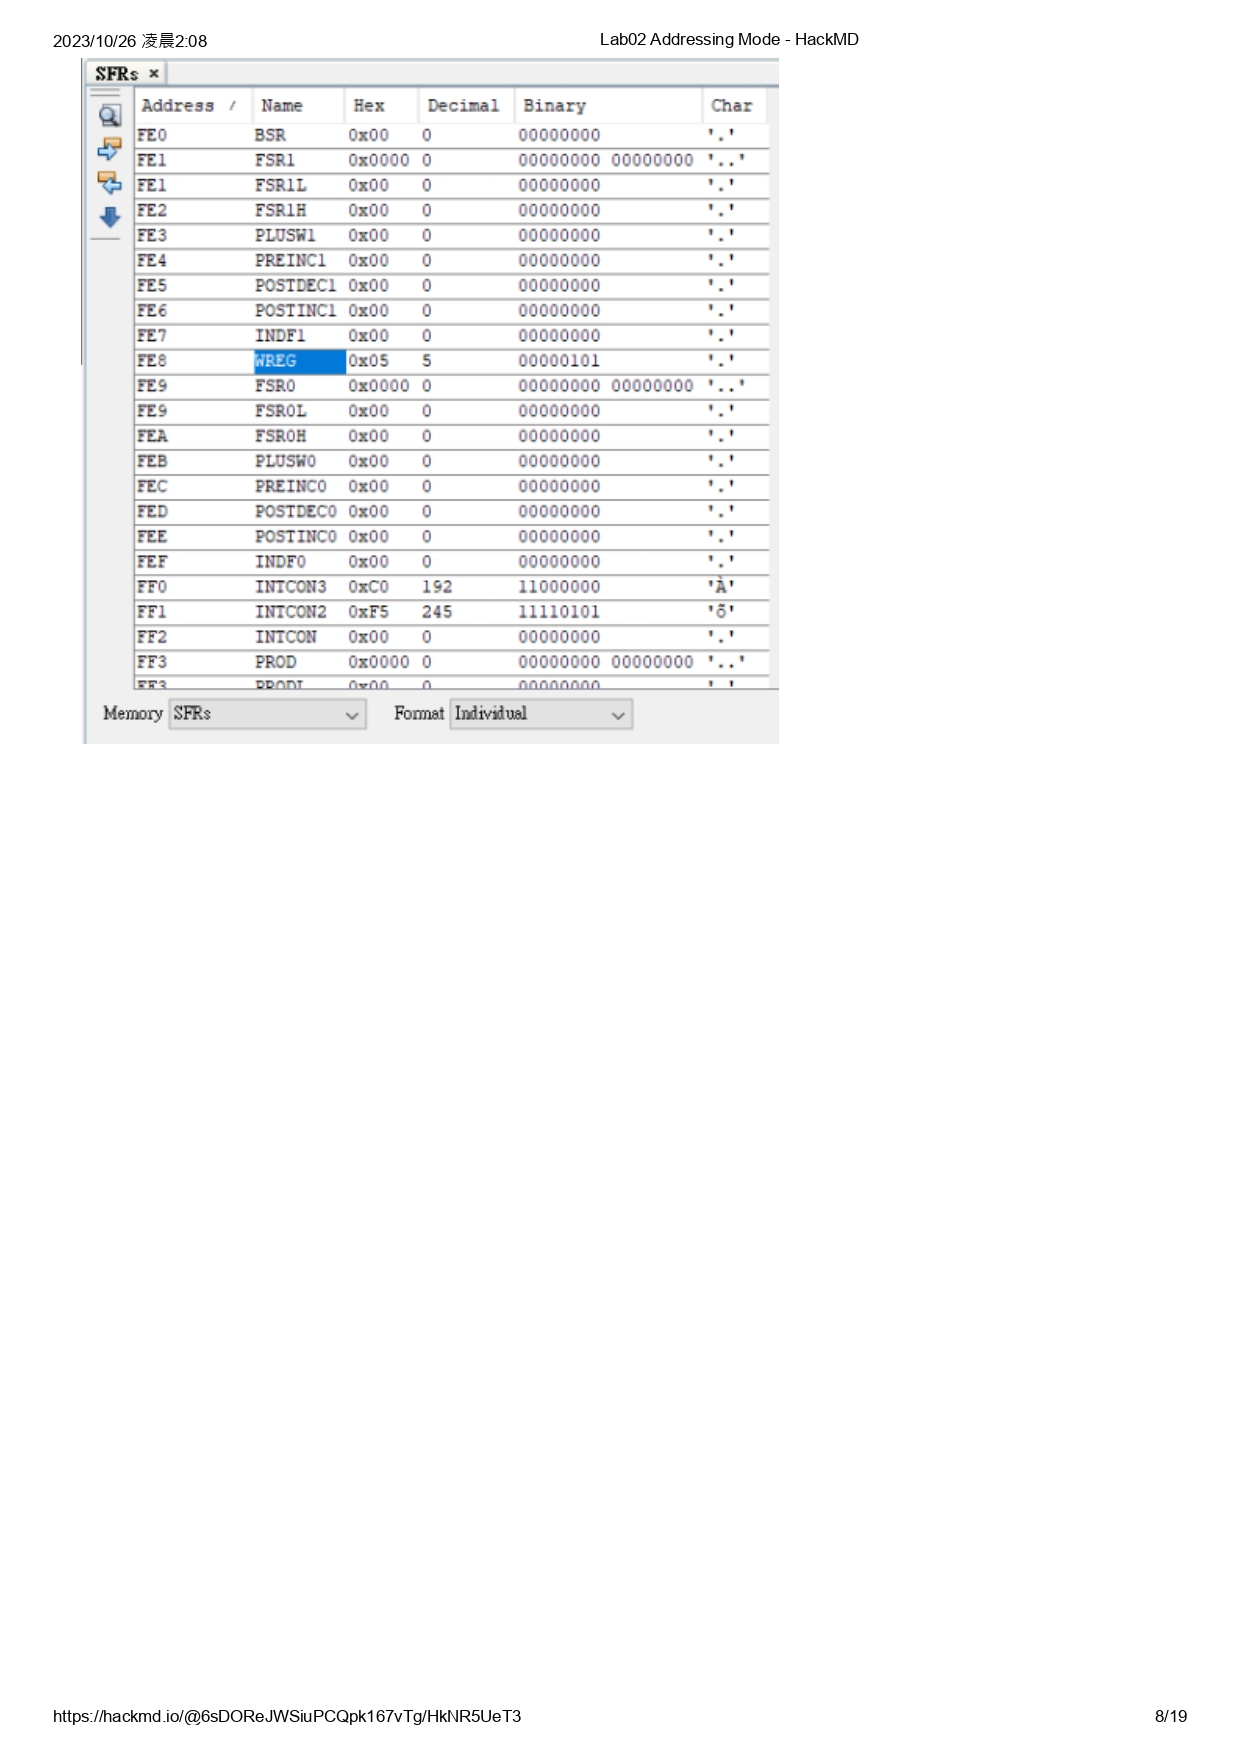 2023/10/26 凌晨2:08 Lab02 Addressing Mode - HackMD
SFRs ×
Address / Name Hex Decimal Binary Char
FE0 BSR 0x00 0 00000000 '.'
FE1 FSR1 0x0000 0 00000000 00000000 '..'
FE1 FSR1L 0x00 0 00000000 '.'
FE2 FSR1H 0x00 0 00000000 '.'
FE3 PLUSW1 0x00 0 00000000 '.'
FE4 PREINC1 0x00 0 00000000 '.'
FE5 POSTDEC1 0x00 0 00000000 '.'
FE6 POSTINC1 0x00 0 00000000 '.'
FE7 INDF1 0x00 0 00000000 '.'
FE8 WREG 0x05 5 00000101 '.'
FE9 FSR0 0x0000 0 00000000 00000000 '..'
FE9 FSR0L 0x00 0 00000000 '.'
FEA FSR0H 0x00 0 00000000 '.'
FEB PLUSW0 0x00 0 00000000 '.'
FEC PREINC0 0x00 0 00000000 '.'
FED POSTDEC0 0x00 0 00000000 '.'
FEE POSTINC0 0x00 0 00000000 '.'
FEF INDF0 0x00 0 00000000 '.'
FF0 INTCON3 0xC0 192 11000000 'À'
FF1 INTCON2 0xF5 245 11110101 'õ'
FF2 INTCON 0x00 0 00000000 '.'
FF3 PROD 0x0000 0 00000000 00000000 '..'
FF3 PRODL 0x00 0 00000000 '.'
Memory SFRs Format Individual
https://hackmd.io/@6sDOReJWSiuPCQpk167vTg/HkNR5UeT3 8/19